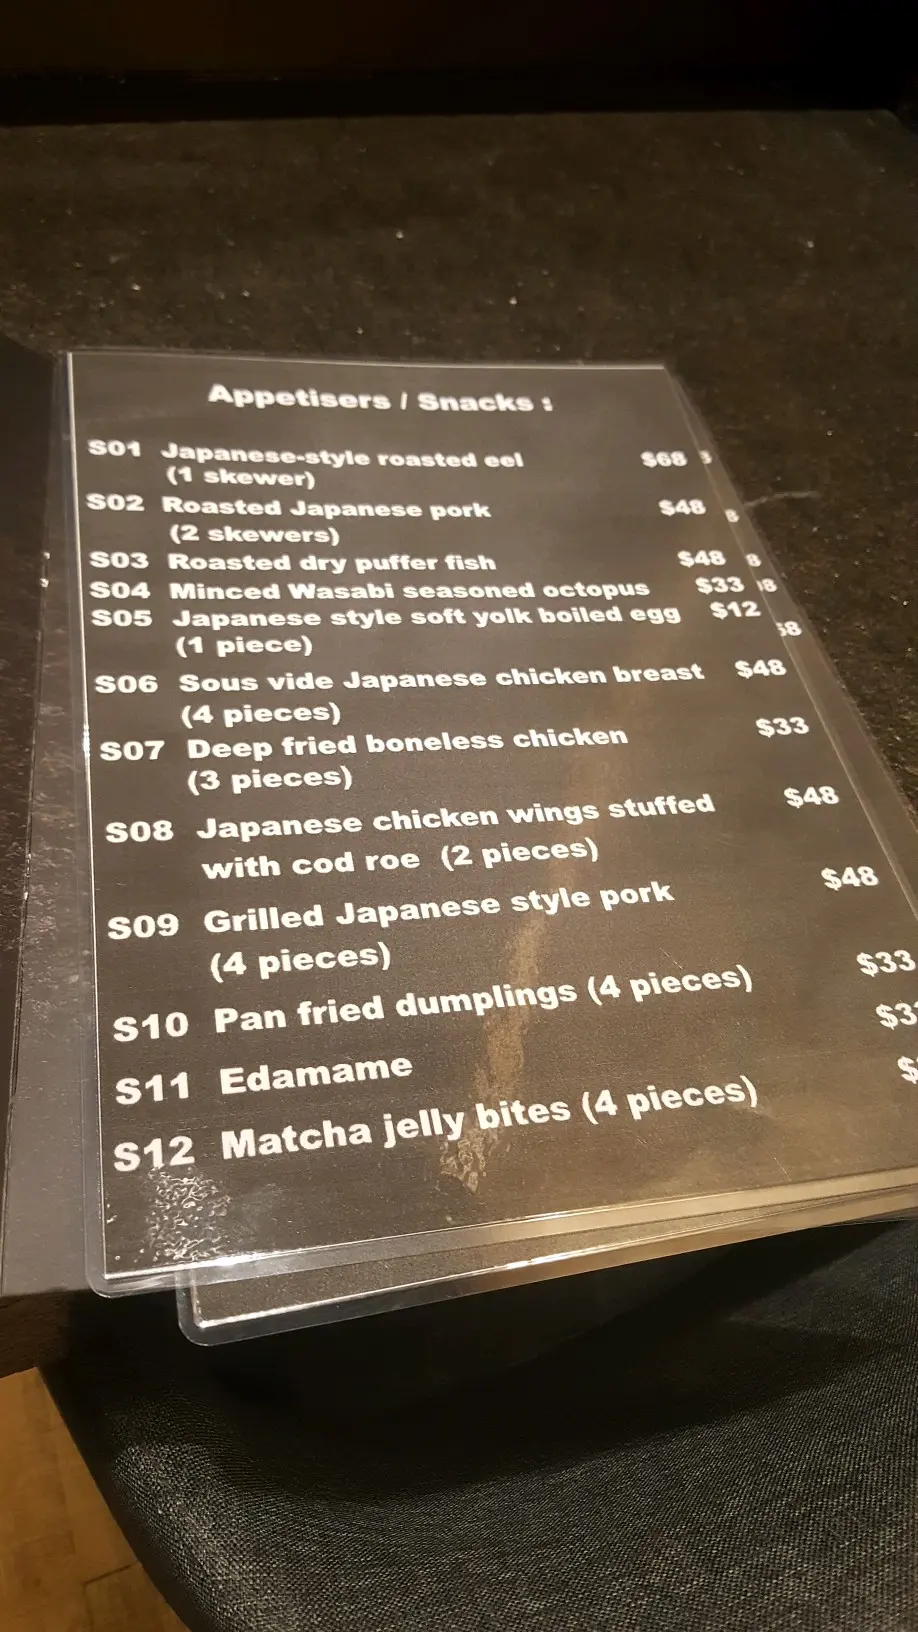 Appetisers / Snacks :
S01 Japanese-style roasted eel $68
(1 skewer)
S02 Roasted Japanese pork $48
(2 skewers)
S03 Roasted dry puffer fish $48
S04 Minced Wasabi seasoned octopus $33
S05 Japanese style soft yolk boiled egg $12
(1 piece)
S06 Sous vide Japanese chicken breast $48
(4 pieces)
S07 Deep fried boneless chicken $33
(3 pieces)
S08 Japanese chicken wings stuffed $48
with cod roe (2 pieces)
S09 Grilled Japanese style pork $48
(4 pieces)
S10 Pan fried dumplings (4 pieces) $33
S11 Edamame
S12 Matcha jelly bites (4 pieces)